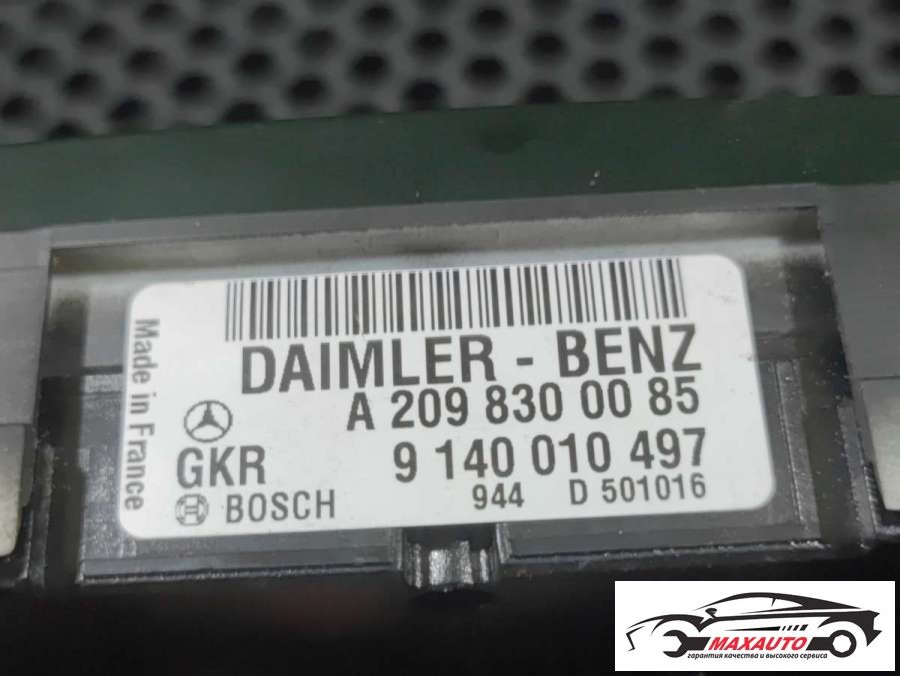 Made in France
DAIMLER - BENZ
A 209 830 00 85
GKR 9 140 010 497
BOSCH 944 D 501016
MAXAUTO
гарантия качества и высокого сервиса